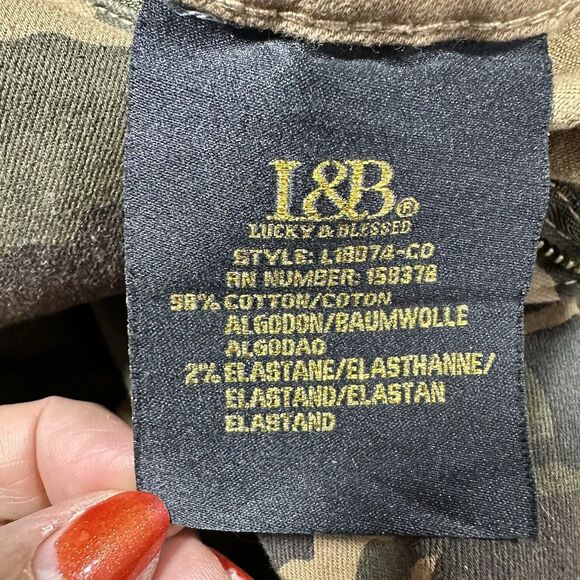 L&B®
LUCKY & BLESSED
STYLE: L18074-CD
RN NUMBER: 158378
98% COTTON/COTON
ALGODON/BAUMWOLLE
ALGODAO
2% ELASTANE/ELASTHANNE/
ELASTAND/ELASTAN
ELASTAND